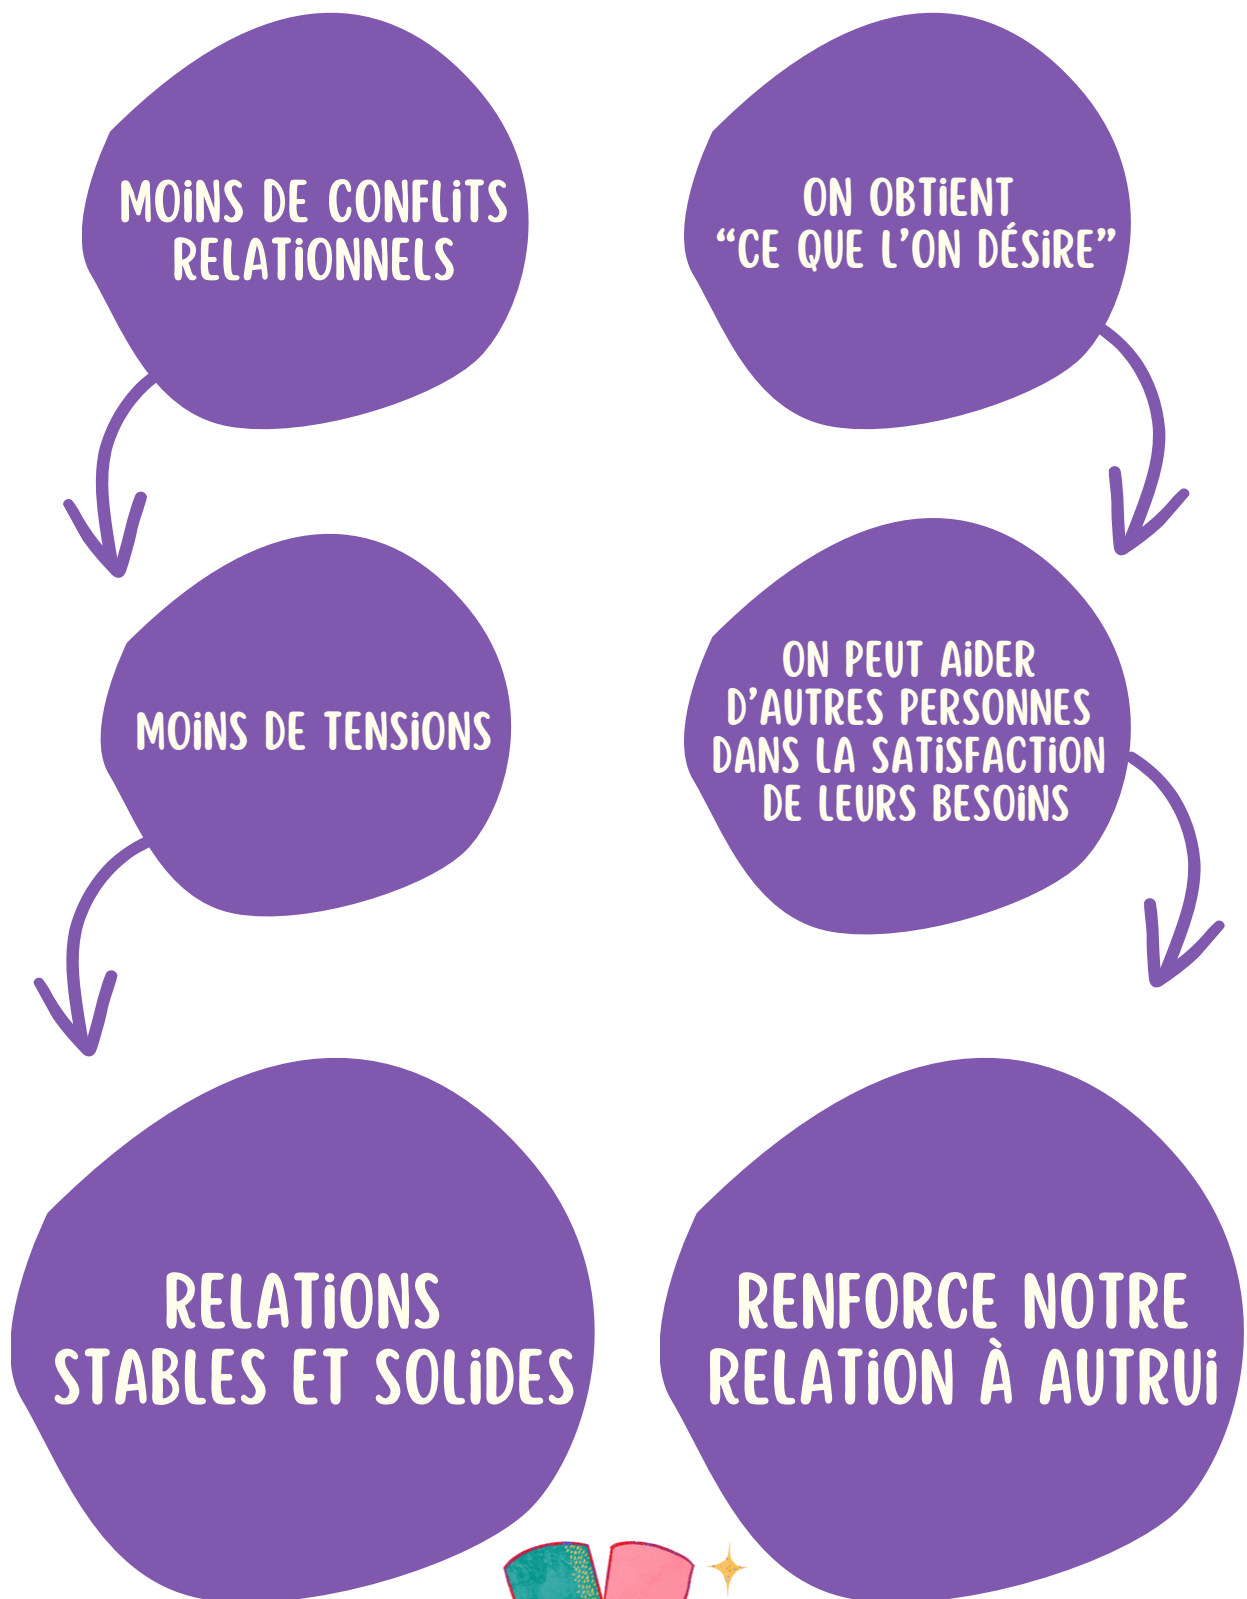 MOINS DE CONFLITS
RELATIONNELS
MOINS DE TENSIONS
RELATIONS
STABLES ET SOLIDES
ON OBTIENT
“CE QUE L’ON DÉSIRE”
ON PEUT AIDER
D’AUTRES PERSONNES
DANS LA SATISFACTION
DE LEURS BESOINS
RENFORCE NOTRE
RELATION À AUTRUI